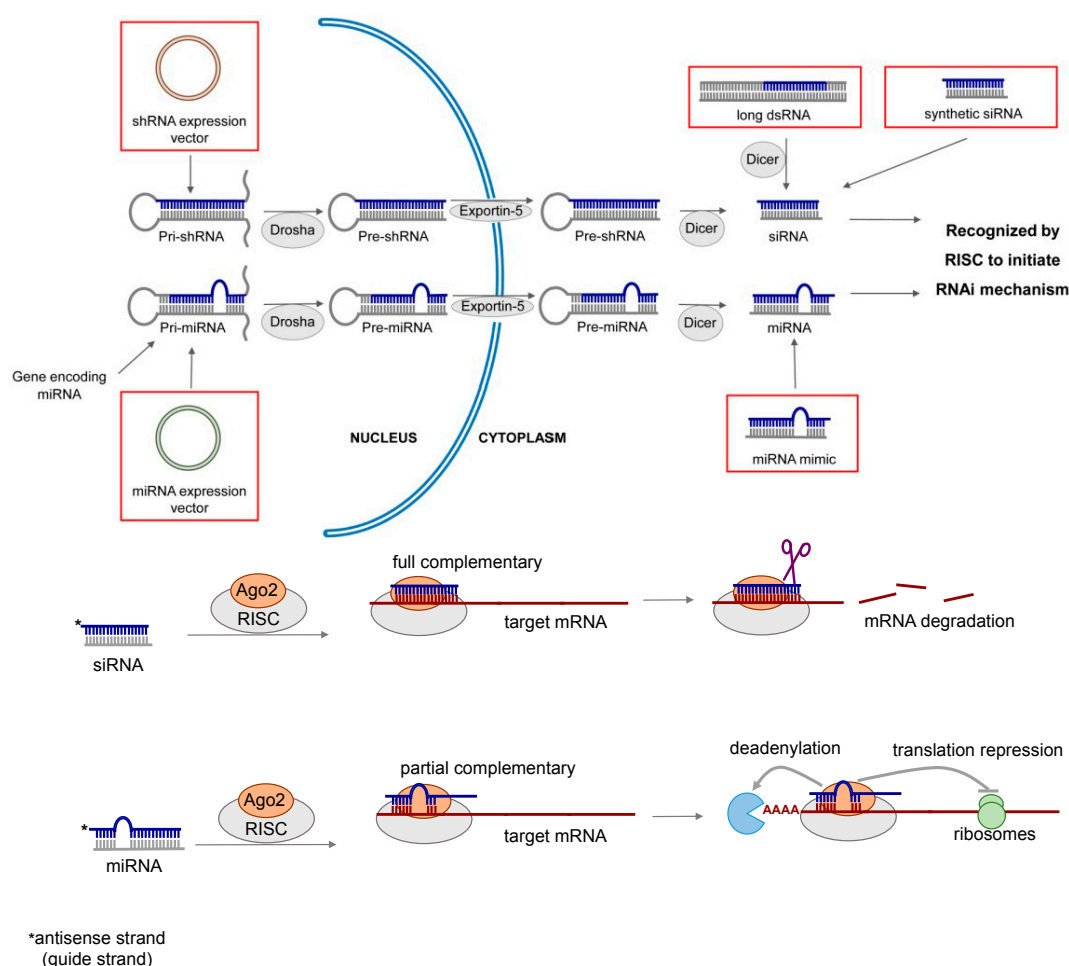 shRNA expression
vector
long dsRNA
synthetic siRNA
Dicer
Pri-shRNA
Drosha
Pre-shRNA
Exportin-5
Pre-shRNA
Dicer
siRNA
Recognized by
RISC to initiate
RNAi mechanism
Pri-miRNA
Drosha
Pre-miRNA
Exportin-5
Pre-miRNA
Dicer
miRNA
Gene encoding
miRNA
miRNA expression
vector
NUCLEUS
CYTOPLASM
miRNA mimic
full complementary
Ago2
RISC
target mRNA
mRNA degradation
*
siRNA
deadenylation
translation repression
partial complementary
Ago2
RISC
target mRNA
AAAA
ribosomes
*
miRNA
*antisense strand
(guide strand)